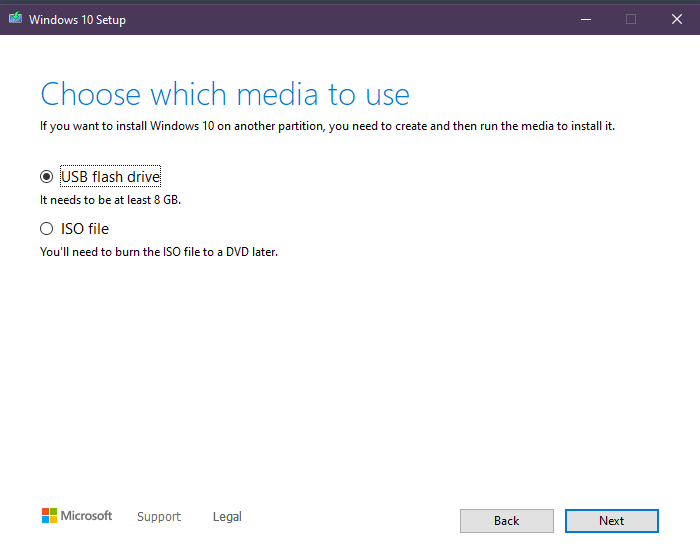 Windows 10 Setup
Choose which media to use
If you want to install Windows 10 on another partition, you need to create and then run the media to install it.
USB flash drive
It needs to be at least 8 GB.
ISO file
You'll need to burn the ISO file to a DVD later.
Microsoft Support Legal
Back Next